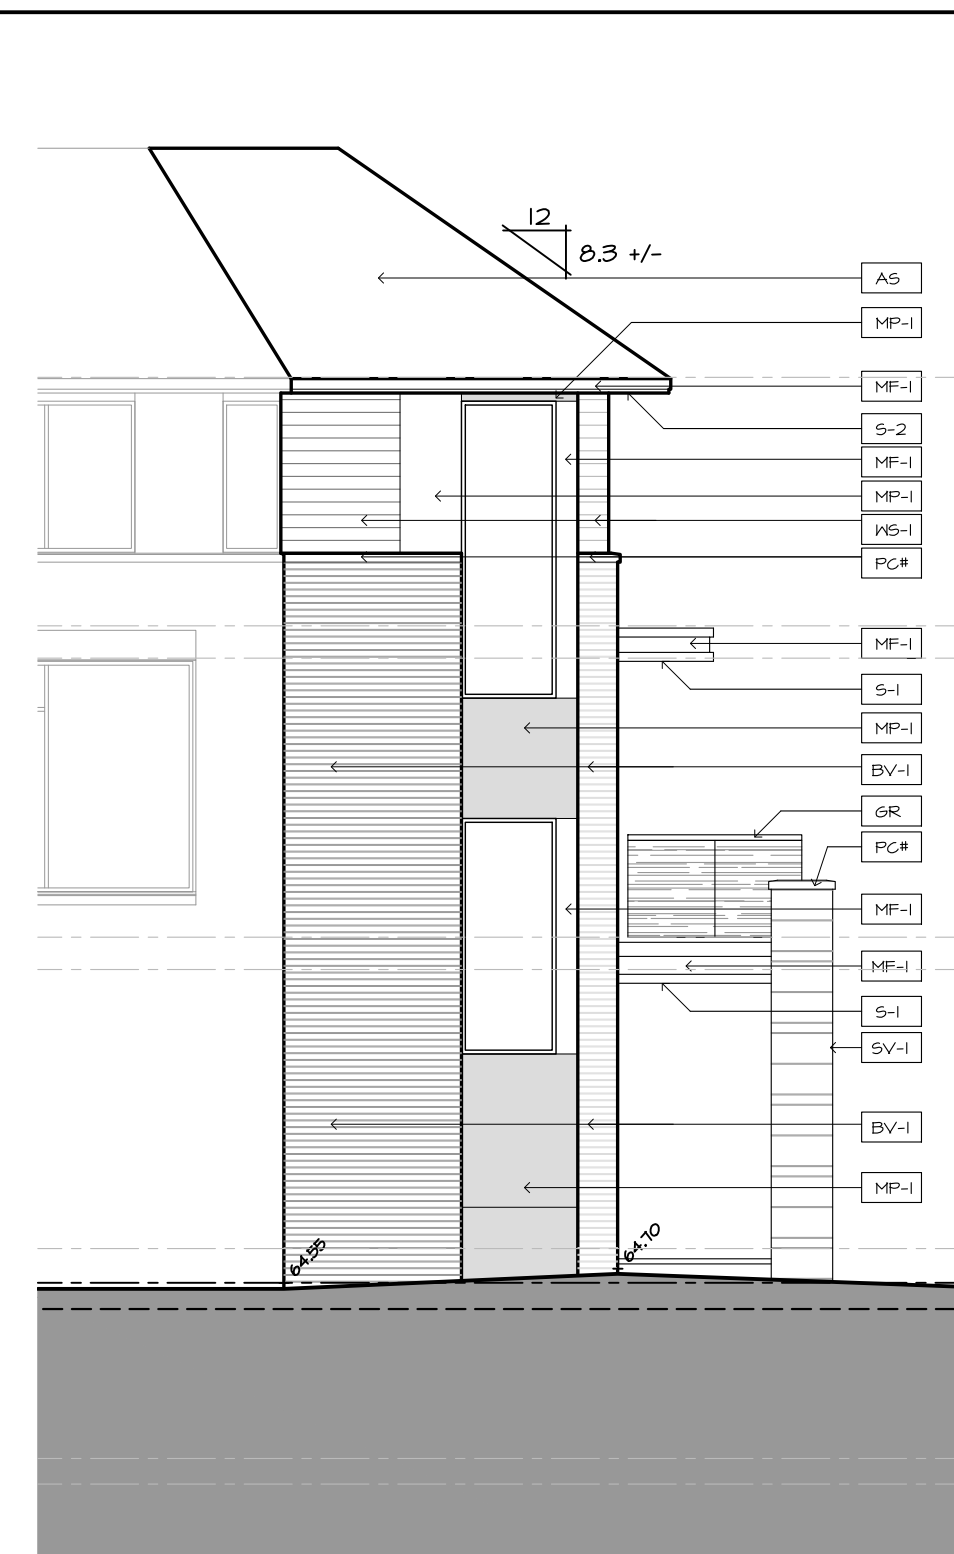 12
8.3 +/-
AS
MP-1
MF-1
S-2
MF-1
MP-1
WS-1
PC#
MF-1
S-1
MP-1
BV-1
GR
PC#
MF-1
MF-1
S-1
SV-1
BV-1
MP-1
64.55
64.70